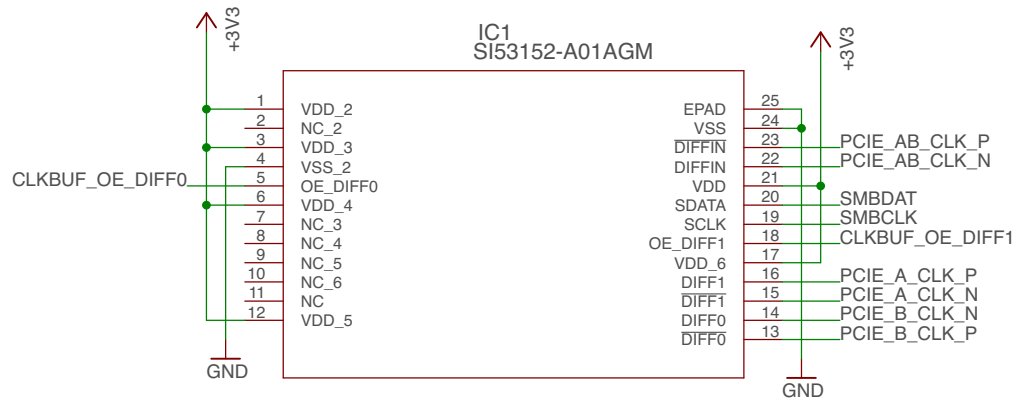 +3V3
IC1
SI53152-A01AGM
+3V3
1 VDD_2
2 NC_2
3 VDD_3
4 VSS_2
CLKBUF_OE_DIFF0 5 OE_DIFF0
6 VDD_4
7 NC_3
8 NC_4
9 NC_5
10 NC_6
11 NC
12 VDD_5
GND
EPAD 25
VSS 24
DIFFIN 23 PCIE_AB_CLK_P
DIFFIN 22 PCIE_AB_CLK_N
VDD 21
SDATA 20 SMBDAT
SCLK 19 SMBCLK
OE_DIFF1 18 CLKBUF_OE_DIFF1
VDD_6 17
DIFF1 16 PCIE_A_CLK_P
DIFF1 15 PCIE_A_CLK_N
DIFF0 14 PCIE_B_CLK_N
DIFF0 13 PCIE_B_CLK_P
GND